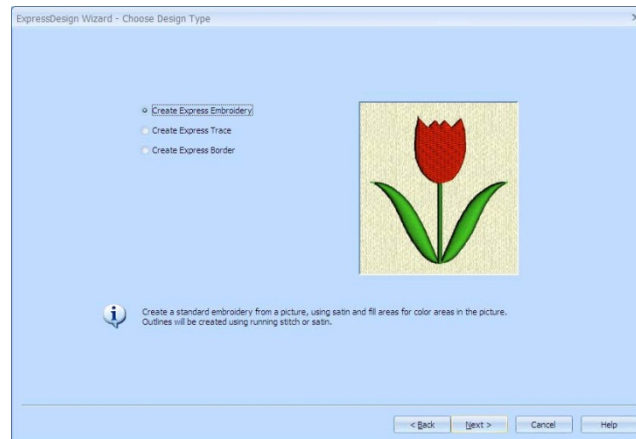 ExpressDesign Wizard - Choose Design Type
Create Express Embroidery
Create Express Trace
Create Express Border
Create a standard embroidery from a picture, using satin and fill areas for color areas in the picture.
Outlines will be created using running stitch or satin.
< Back Next > Cancel Help